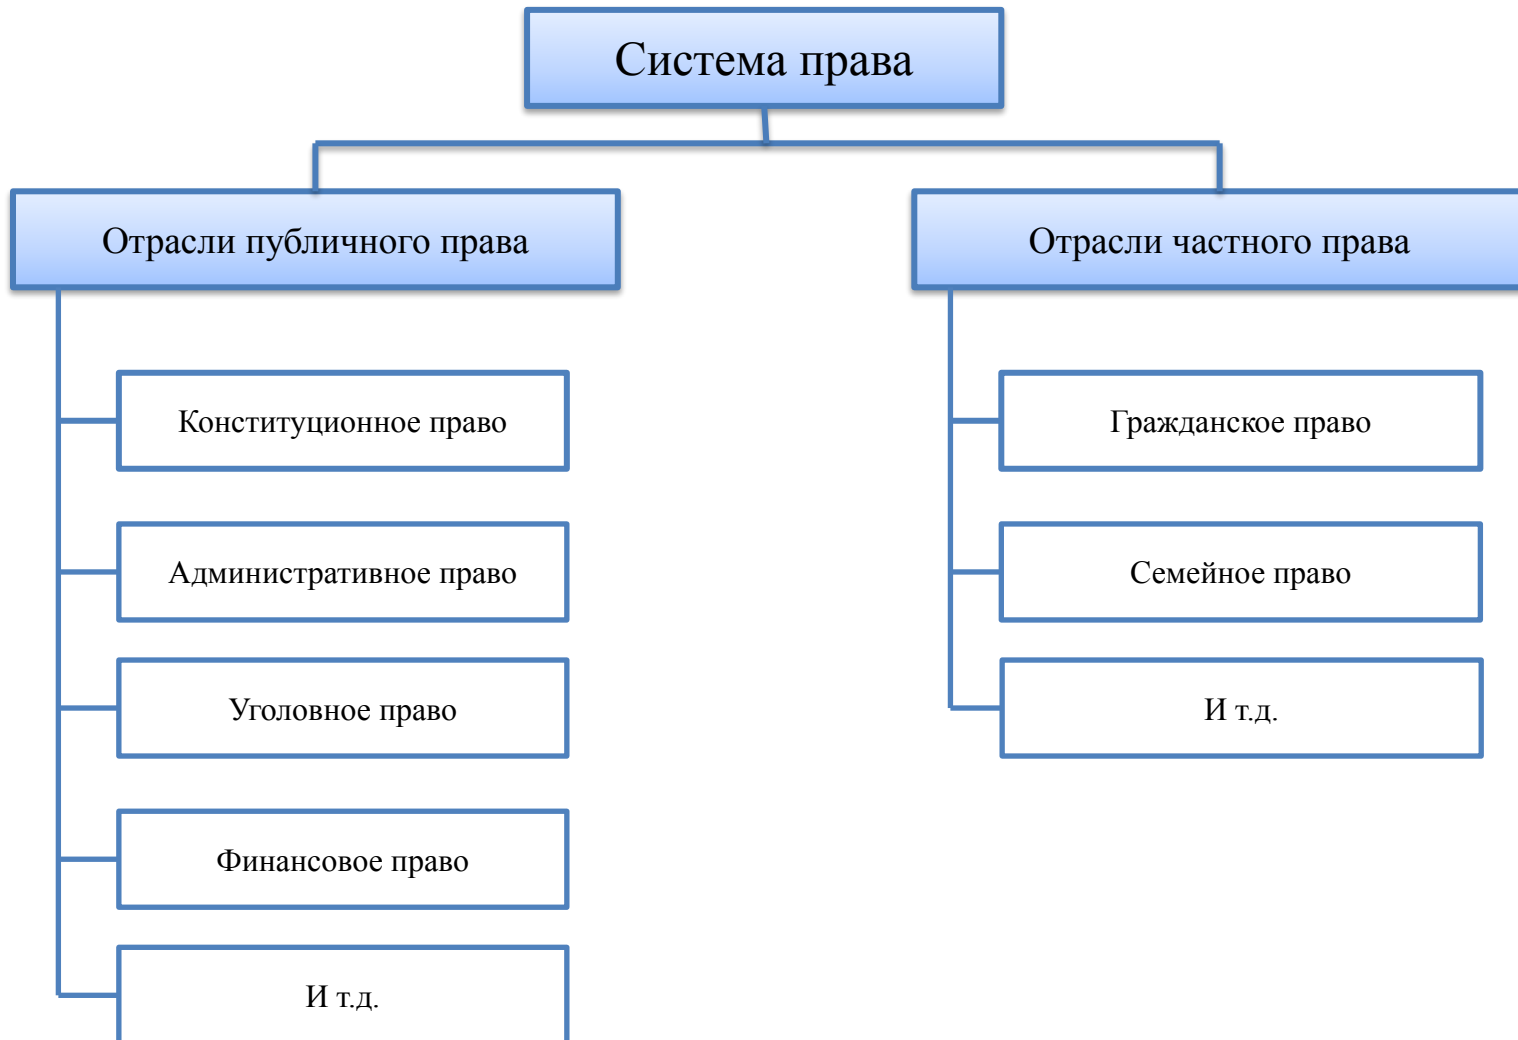 Система права
Отрасли публичного права
Конституционное право
Административное право
Уголовное право
Финансовое право
И т.д.
Отрасли частного права
Гражданское право
Семейное право
И т.д.